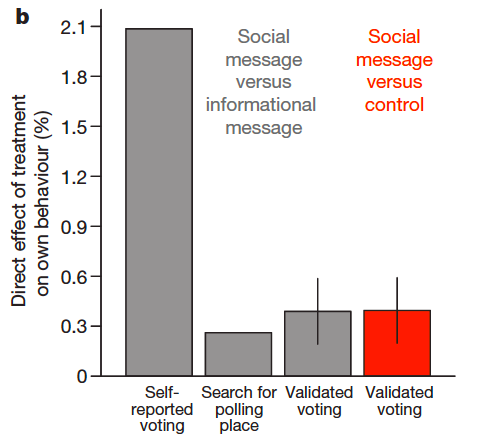 b
2.1
1.8
1.5
1.2
0.9
0.6
0.3
0
Direct effect of treatment
on own behaviour (%)
Social
message
versus
informational
message
Social
message
versus
control
Self-
reported
voting
Search for
polling
place
Validated
voting
Validated
voting